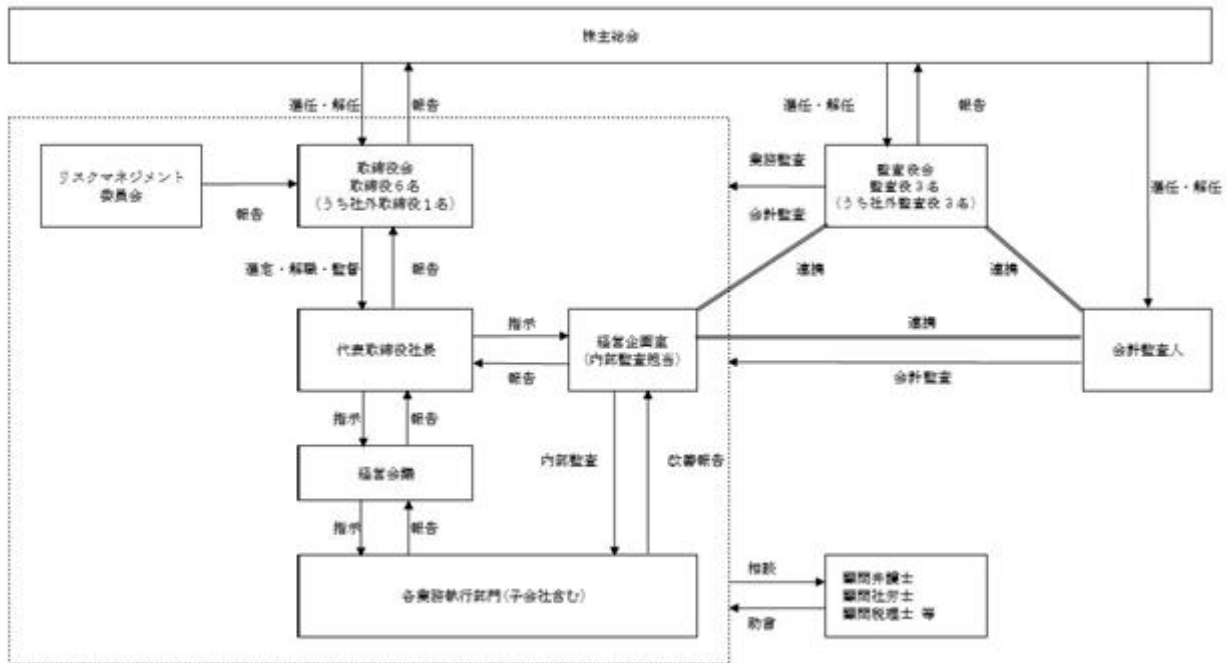 株主総会
選任・解任
報告
選任・解任
報告
リスクマネジメント
委員会
取締役会
取締役6名
(うち社外取締役1名)
業務監査
監査役会
監査役3名
(うち社外監査役3名)
選任・解任
報告
会計監査
選定・解職・監督
報告
連携
連携
代表取締役社長
指示
報告
経営企画室
(内部監査担当)
連携
会計監査
会計監査人
指示
報告
内部監査
改善報告
経営会議
指示
報告
各業務執行部門(子会社含む)
相談
助言
顧問弁護士
顧問社労士
顧問税理士 等